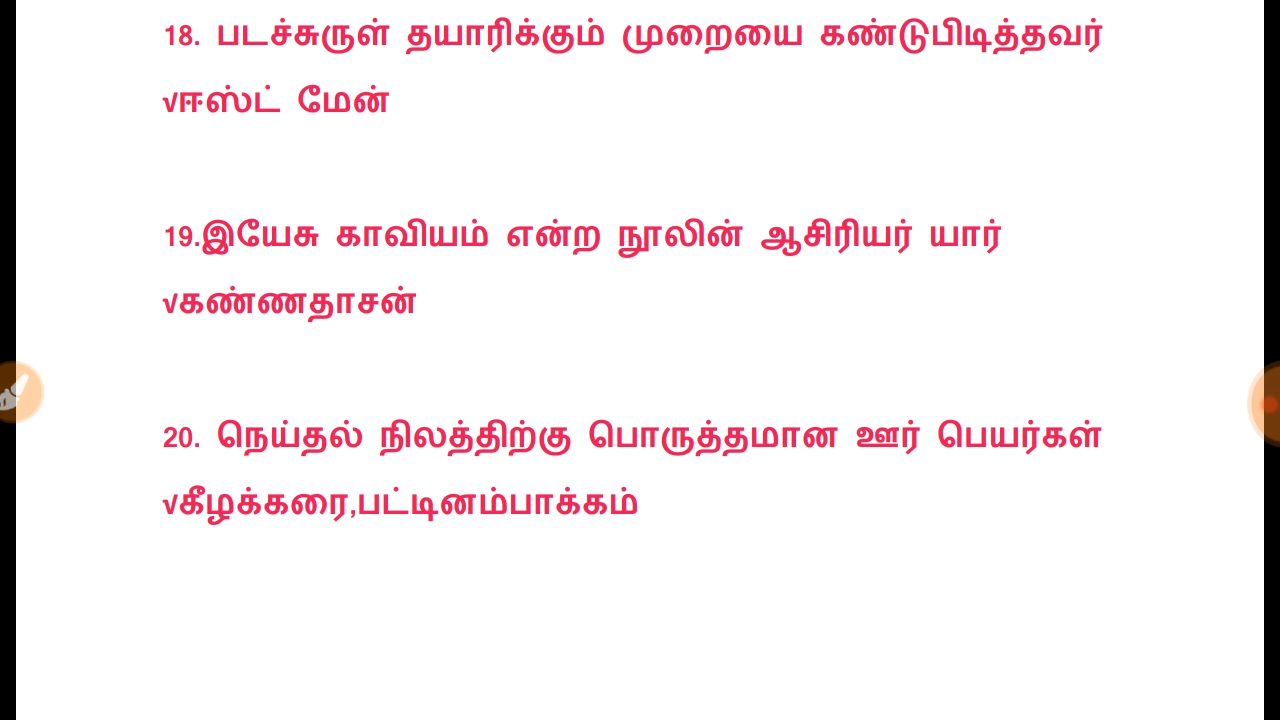 18. படச்சுருள் தயாரிக்கும் முறையை கண்டுபிடித்தவர்
√ஈஸ்ட் மேன்
19.இயேசு காவியம் என்ற நூலின் ஆசிரியர் யார்
√கண்ணதாசன்
20. நெய்தல் நிலத்திற்கு பொருத்தமான ஊர் பெயர்கள்
√கீழக்கரை,பட்டினம்பாக்கம்